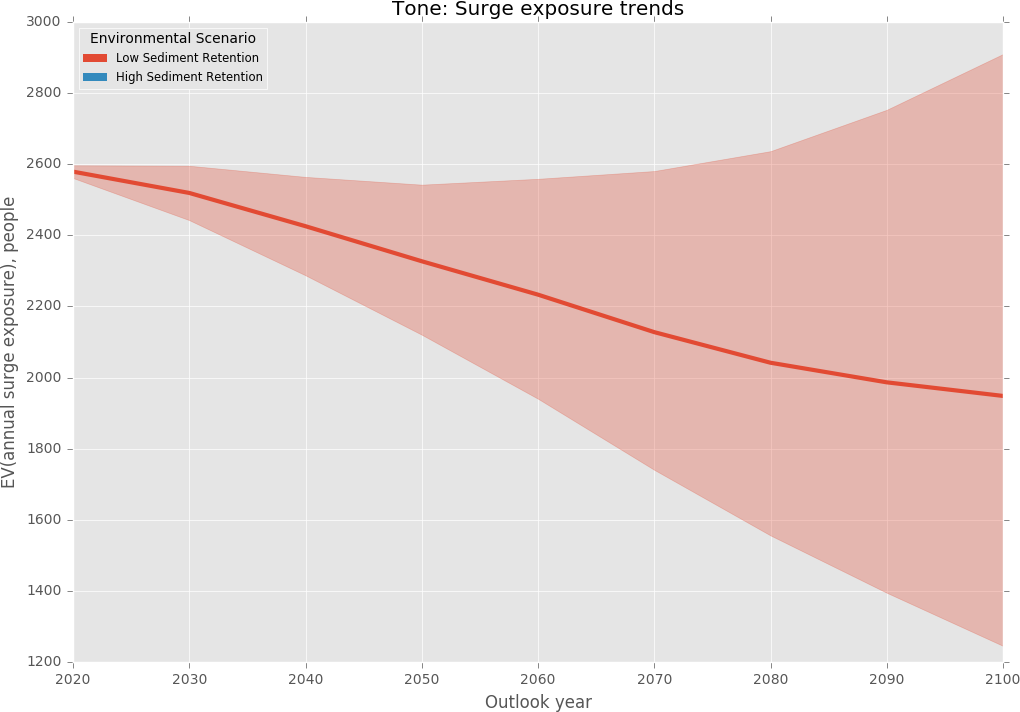 Tone: Surge exposure trends
3000
2800
2600
2400
2200
2000
1800
1600
1400
1200
EV(annual surge exposure), people
Environmental Scenario
Low Sediment Retention
High Sediment Retention
2020 2030 2040 2050 2060 2070 2080 2090 2100
Outlook year